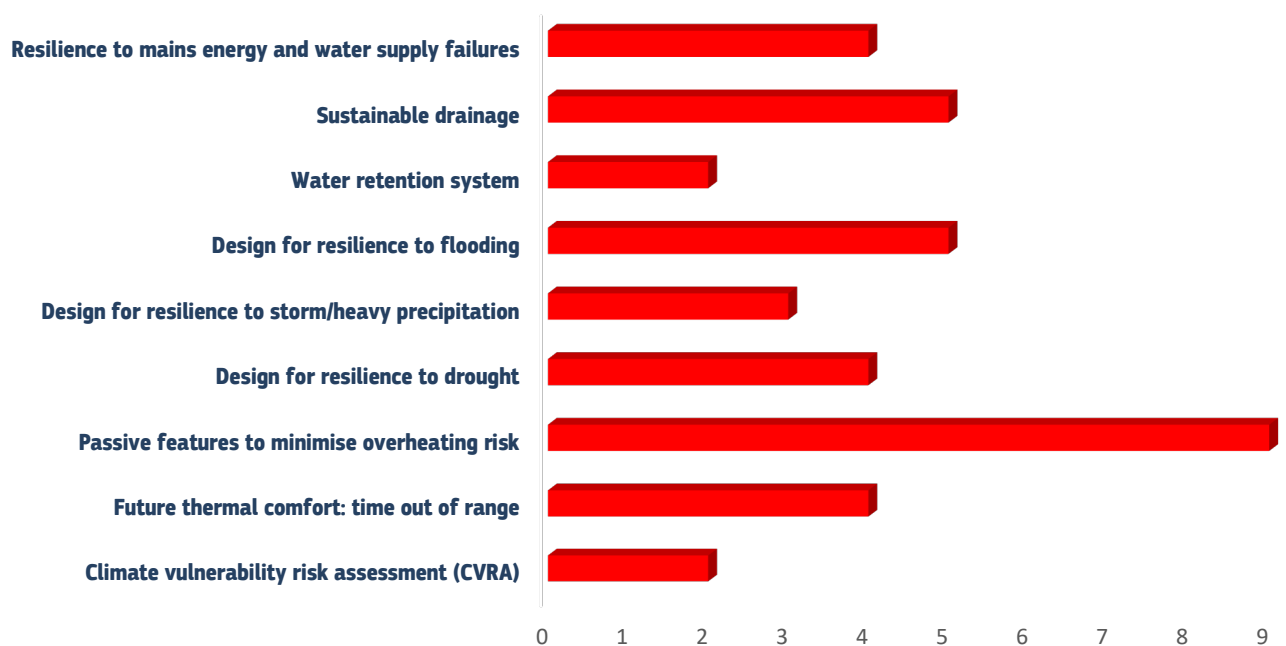 Resilience to mains energy and water supply failures
Sustainable drainage
Water retention system
Design for resilience to flooding
Design for resilience to storm/heavy precipitation
Design for resilience to drought
Passive features to minimise overheating risk
Future thermal comfort: time out of range
Climate vulnerability risk assessment (CVRA)
0 1 2 3 4 5 6 7 8 9